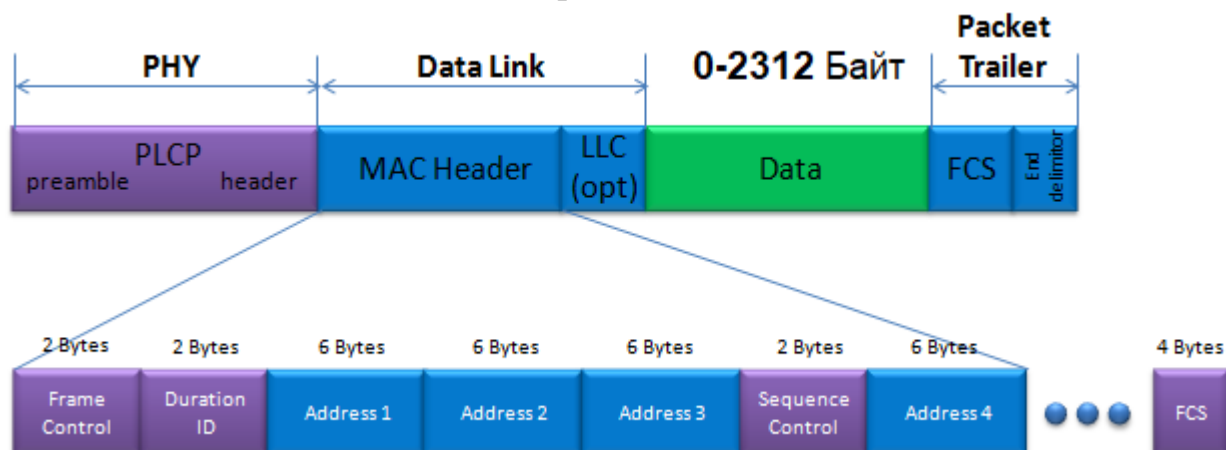 PHY
Data Link
0-2312 Байт
Packet
Trailer
PLCP
preamble header
MAC Header
LLC
(opt)
Data
FCS
End
delimitor
2 Bytes
2 Bytes
6 Bytes
6 Bytes
6 Bytes
2 Bytes
6 Bytes
4 Bytes
Frame
Control
Duration
ID
Address 1
Address 2
Address 3
Sequence
Control
Address 4
FCS